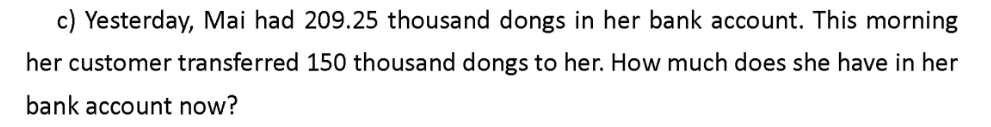 c) Yesterday, Mai had 209.25 thousand dongs in her bank account. This morning
her customer transferred 150 thousand dongs to her. How much does she have in her
bank account now?